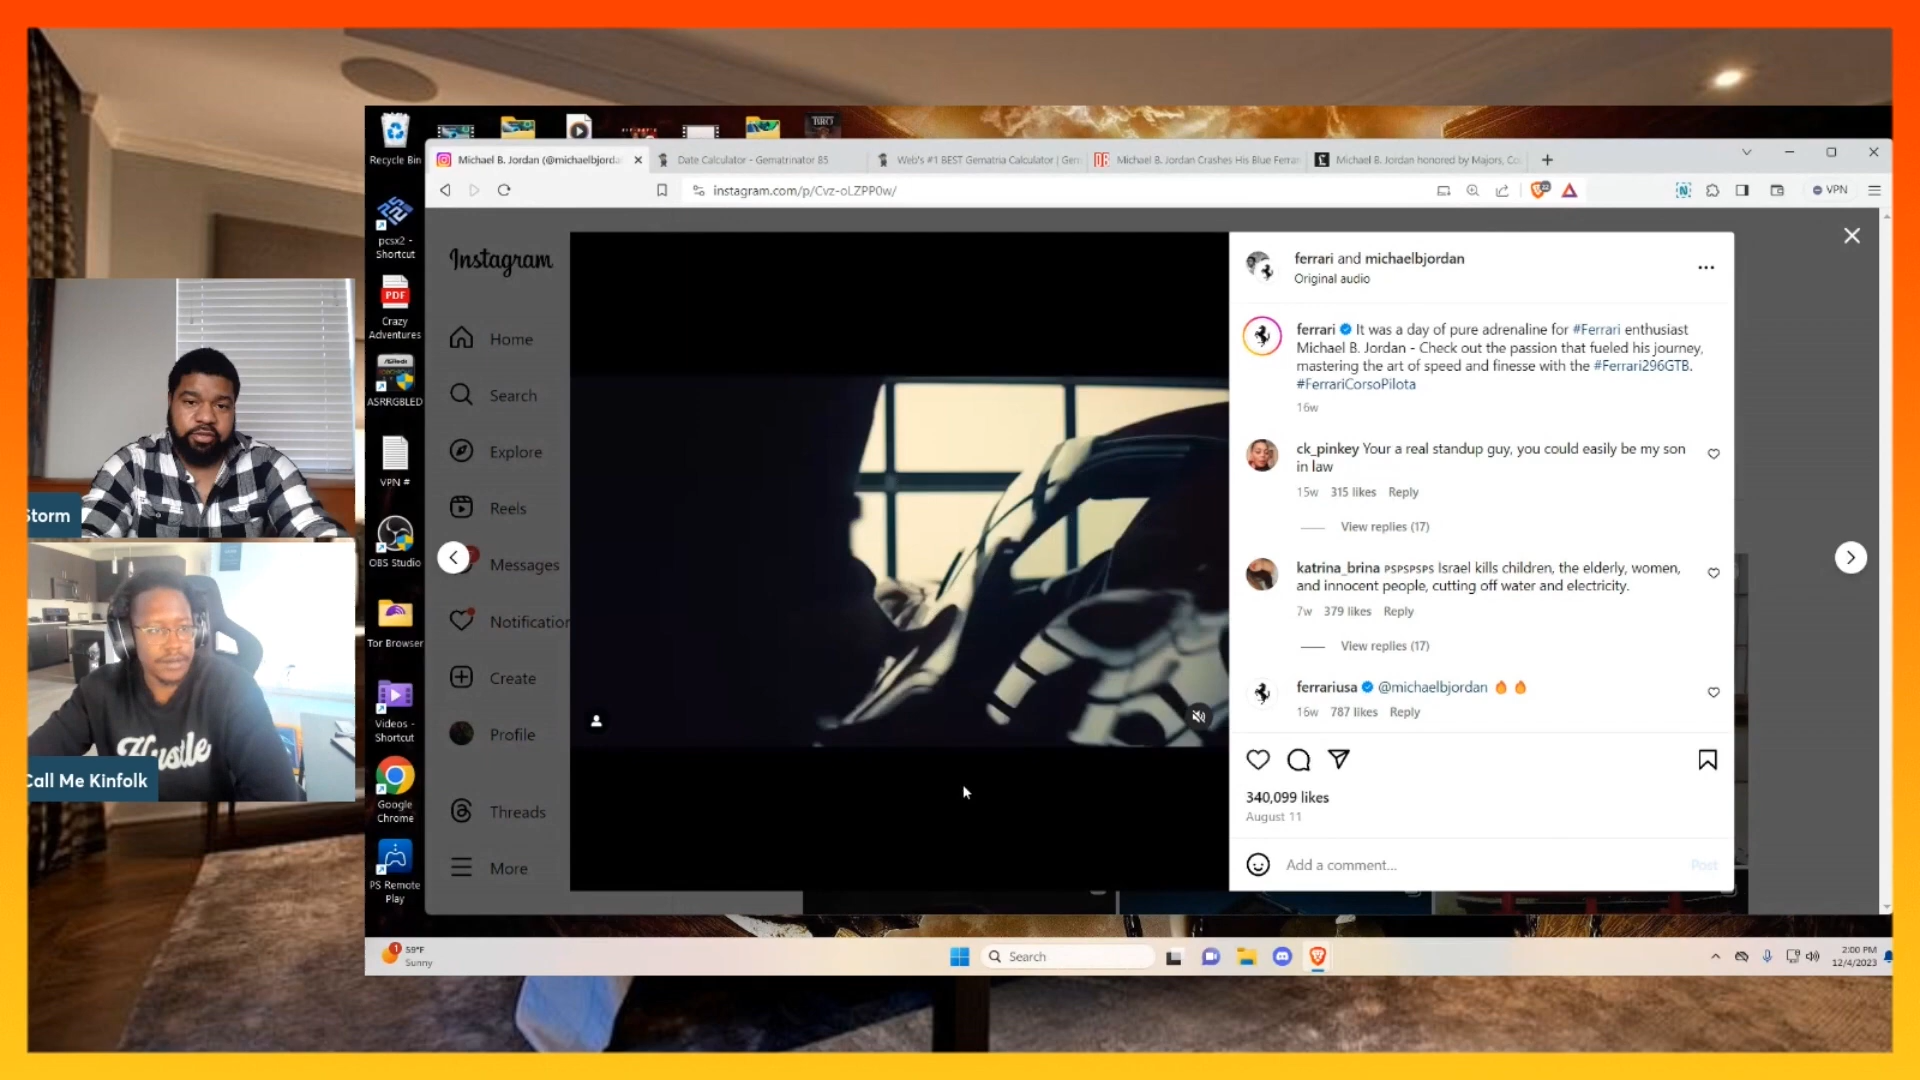 BIRO
Recycle Bin
Michael B. Jordan (@michaelbjorda
Date Calculator - Gematrinator 85
Web's #1 BEST Gematria Calculator | Gem
Michael B. Jordan Crashes His Blue Ferra
Michael B. Jordan honored by Majors, Co
instagram.com/p/Cvz-oLZPP0w/
22
VPN
Instagram
pcsx2 -
Shortcut
PDF
Crazy
Adventures
ASRRGBLED
VPN #
OBS Studio
Tor Browser
Videos -
Shortcut
Google
Chrome
PS Remote
Play
Home
Search
Explore
Reels
Messages
Notification
Create
Profile
Threads
More
Storm
Hustle
Call Me Kinfolk
ferrari and michaelbjordan
Original audio
ferrari It was a day of pure adrenaline for #Ferrari enthusiast
Michael B. Jordan - Check out the passion that fueled his journey,
mastering the art of speed and finesse with the #Ferrari296GTB.
#FerrariCorsoPilota
16w
ck_pinkey Your a real standup guy, you could easily be my son
in law
15w 315 likes Reply
View replies (17)
katrina_brina PSPSPSPS Israel kills children, the elderly, women,
and innocent people, cutting off water and electricity.
7w 379 likes Reply
View replies (17)
ferrariusa @michaelbjordan 🔥 🔥
16w 787 likes Reply
340,099 likes
August 11
Add a comment...
Post
1
59°F
Sunny
Search
2:00 PM
12/4/2023